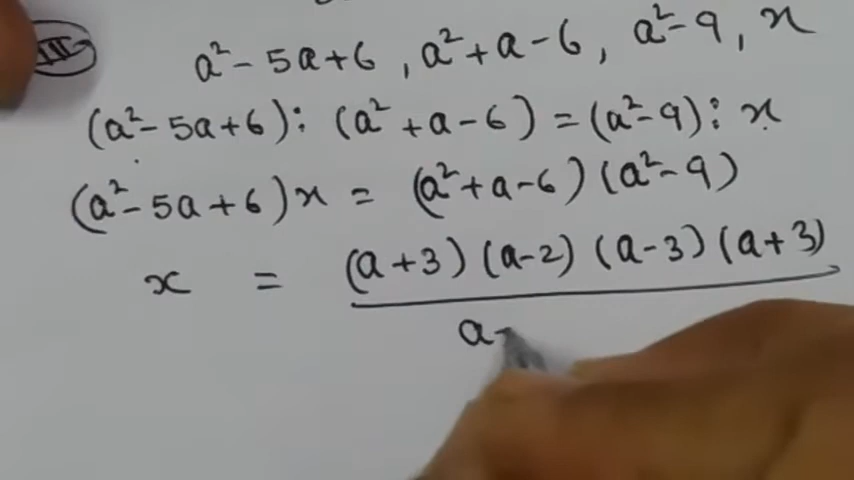 III a² - 5a + 6 , a² + a - 6 , a² - 9 , x
(a² - 5a + 6) : (a² + a - 6) = (a² - 9) : x
(a² - 5a + 6)x = (a² + a - 6)(a² - 9)
x = (a + 3)(a - 2)(a - 3)(a + 3)
a-